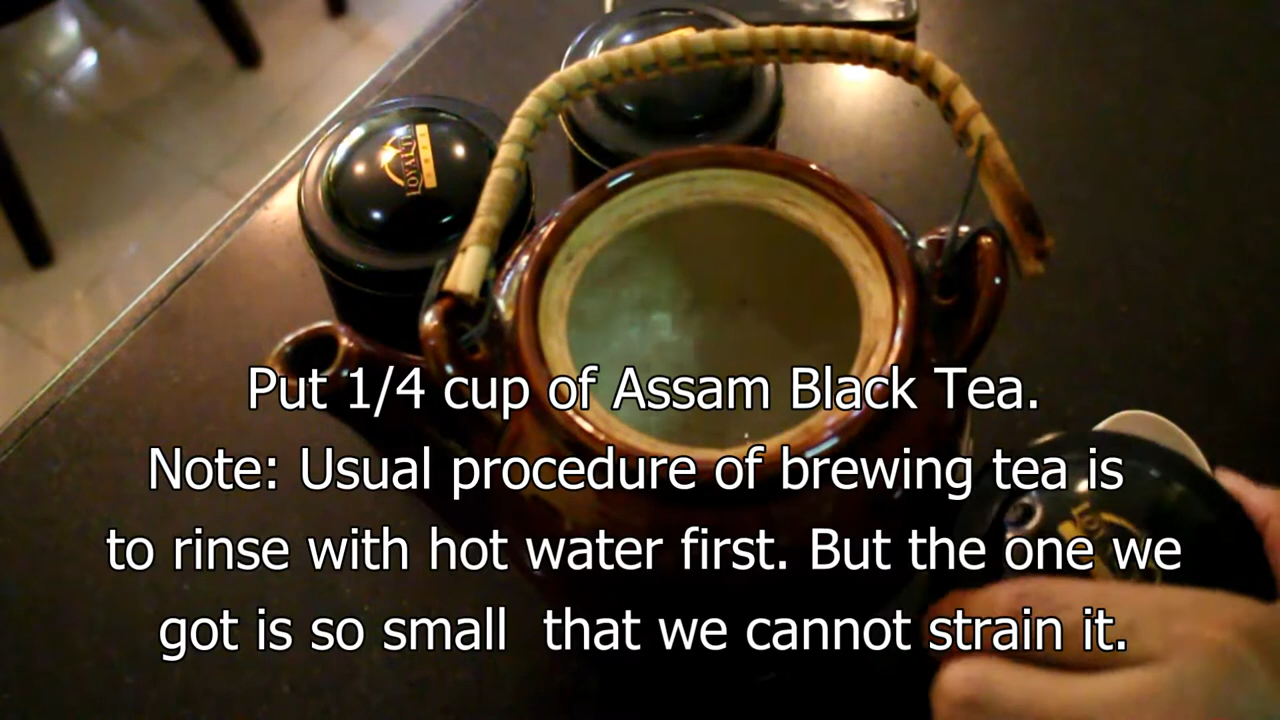 LOYALTY
Put 1/4 cup of Assam Black Tea.
Note: Usual procedure of brewing tea is
to rinse with hot water first. But the one we
got is so small  that we cannot strain it.